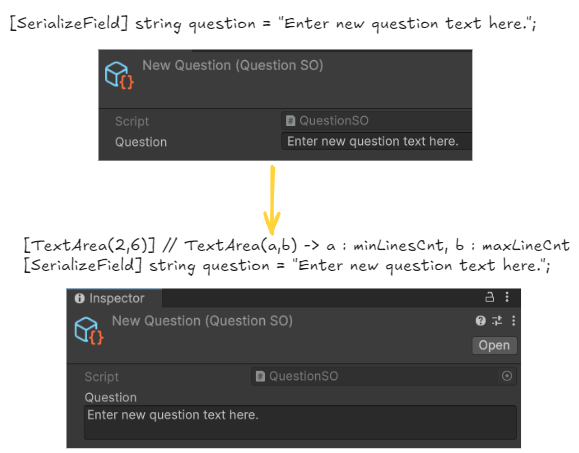 [SerializeField] string question = "Enter new question text here.";
New Question (Question SO)
Script
# QuestionSO
Question
Enter new question text here.
[TextArea(2,6)] // TextArea(a,b) -> a : minLinesCnt, b : maxLineCnt
[SerializeField] string question = "Enter new question text here.";
Inspector
New Question (Question SO)
Open
Script
# QuestionSO
Question
Enter new question text here.